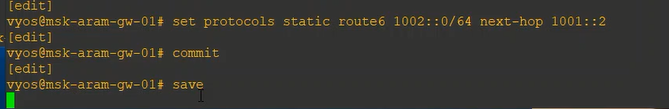 [edit]
vyos@msk-aram-gw-01# set protocols static route6 1002::0/64 next-hop 1001::2
[edit]
vyos@msk-aram-gw-01# commit
[edit]
vyos@msk-aram-gw-01# save